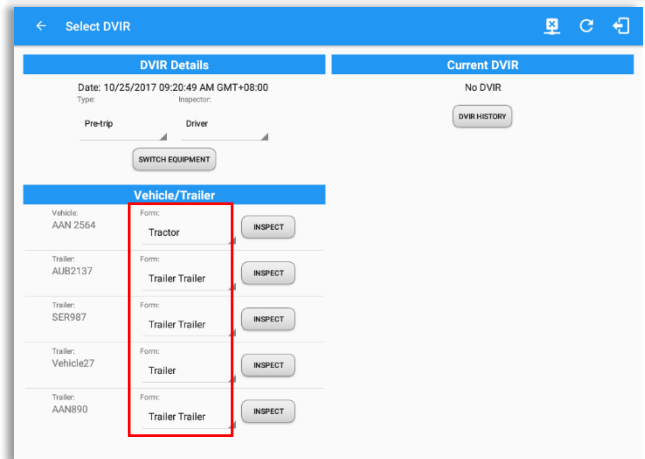 Select DVIR
DVIR Details
Date: 10/25/2017 09:20:49 AM GMT+08:00
Type: Inspector:
Pre-trip Driver
SWITCH EQUIPMENT
Current DVIR
No DVIR
DVIR HISTORY
Vehicle/Trailer
Vehicle: Form:
AAN 2564 Tractor INSPECT
Trailer: Form:
AUB2137 Trailer Trailer INSPECT
Trailer: Form:
SER987 Trailer Trailer INSPECT
Trailer: Form:
Vehicle27 Trailer INSPECT
Trailer: Form:
AAN890 Trailer Trailer INSPECT